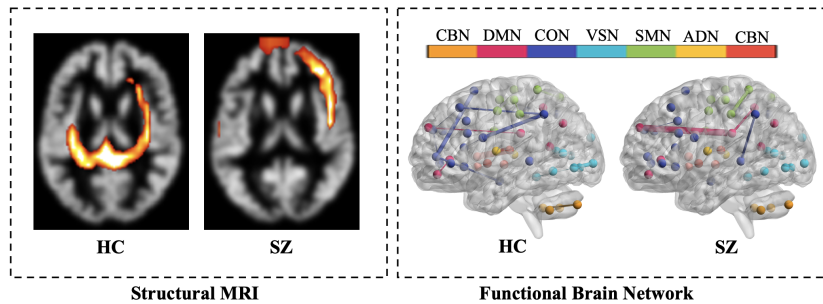 CBN DMN CON VSN SMN ADN CBN
HC SZ
HC SZ
Structural MRI
Functional Brain Network